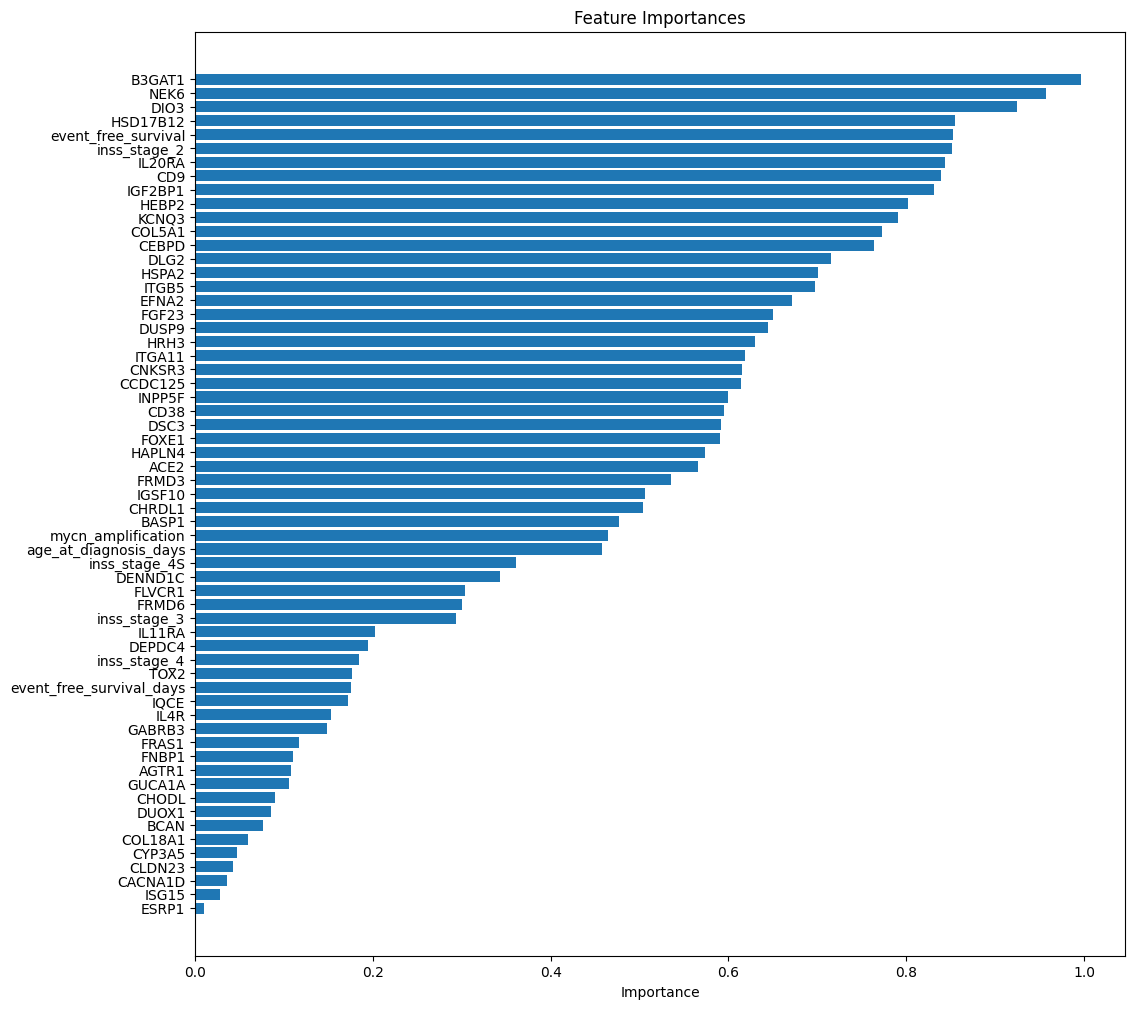 Feature Importances
B3GAT1
NEK6
DIO3
HSD17B12
event_free_survival
inss_stage_2
IL20RA
CD9
IGF2BP1
HEBP2
KCNQ3
COL5A1
CEBPD
DLG2
HSPA2
ITGB5
EFNA2
FGF23
DUSP9
HRH3
ITGA11
CNKSR3
CCDC125
INPP5F
CD38
DSC3
FOXE1
HAPLN4
ACE2
FRMD3
IGSF10
CHRDL1
BASP1
mycn_amplification
age_at_diagnosis_days
inss_stage_4S
DENND1C
FLVCR1
FRMD6
inss_stage_3
IL11RA
DEPDC4
inss_stage_4
TOX2
event_free_survival_days
IQCE
IL4R
GABRB3
FRAS1
FNBP1
AGTR1
GUCA1A
CHODL
DUOX1
BCAN
COL18A1
CYP3A5
CLDN23
CACNA1D
ISG15
ESRP1
0.0 0.2 0.4 0.6 0.8 1.0
Importance